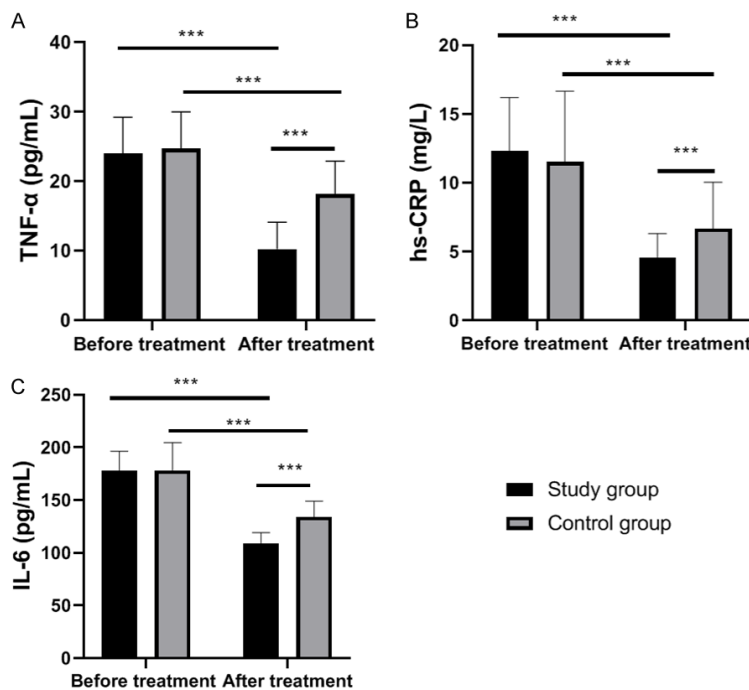 A
TNF-α (pg/mL)
40
30
20
10
0
***
***
***
Before treatment
After treatment
B
hs-CRP (mg/L)
20
15
10
5
0
***
***
***
Before treatment
After treatment
C
IL-6 (pg/mL)
250
200
150
100
50
0
***
***
***
Before treatment
After treatment
Study group
Control group